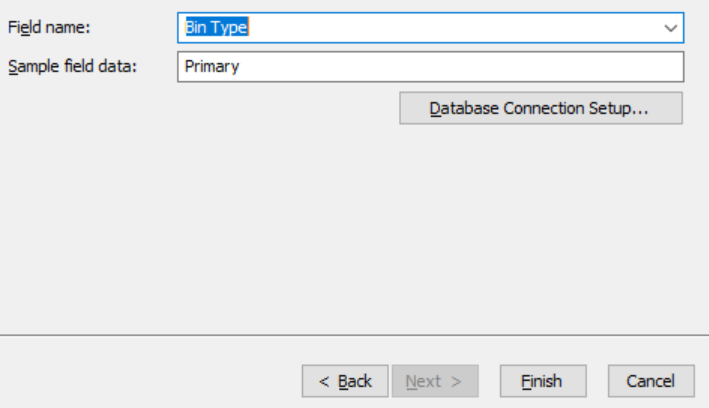 Field name: Bin Type
Sample field data: Primary
Database Connection Setup...
< Back Next > Finish Cancel